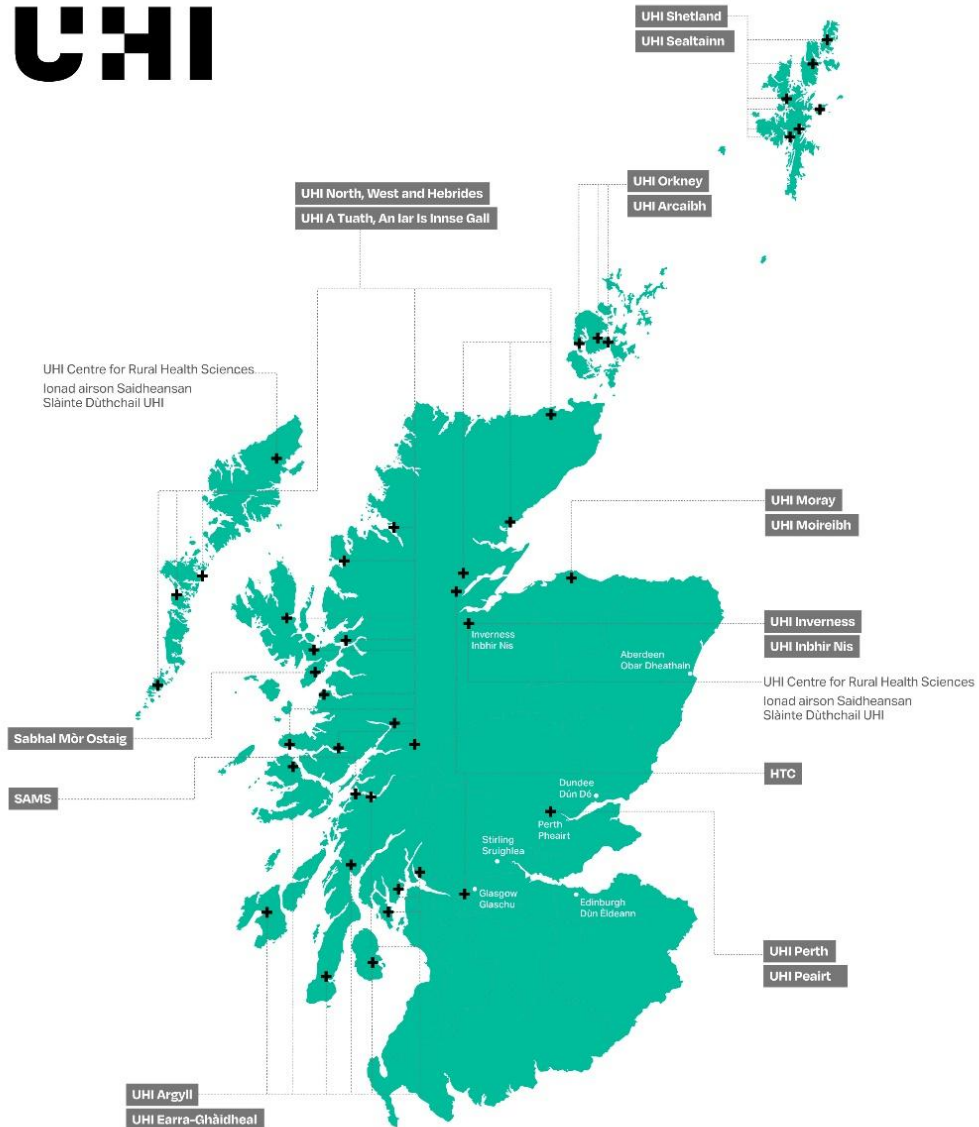 UHI
UHI Shetland
UHI Sealtainn
UHI North, West and Hebrides
UHI A Tuath, An Iar Is Innse Gall
UHI Orkney
UHI Arcaibh
UHI Centre for Rural Health Sciences
Ionad airson Saidheansan
Slàinte Dùthchail UHI
UHI Moray
UHI Moireibh
UHI Inverness
UHI Inbhir Nis
Inverness
Inbhir Nis
Aberdeen
Obar Dheathain
UHI Centre for Rural Health Sciences
Ionad airson Saidheansan
Slàinte Dùthchail UHI
Sabhal Mòr Ostaig
HTC
SAMS
Dundee
Dún Dé
Perth
Pheairt
Stirling
Sruighlea
Glasgow
Glaschu
Edinburgh
Dùn Èideann
UHI Perth
UHI Peairt
UHI Argyll
UHI Earra-Ghàidheal